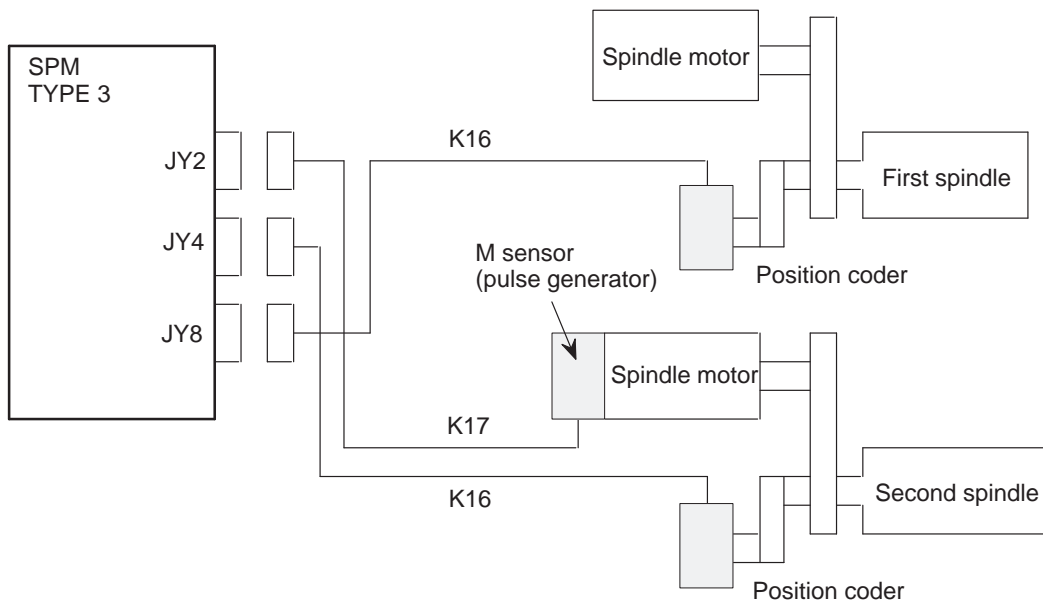 SPM
TYPE 3
JY2
JY4
JY8
K16
Spindle motor
First spindle
Position coder
M sensor
(pulse generator)
Spindle motor
K17
K16
Second spindle
Position coder